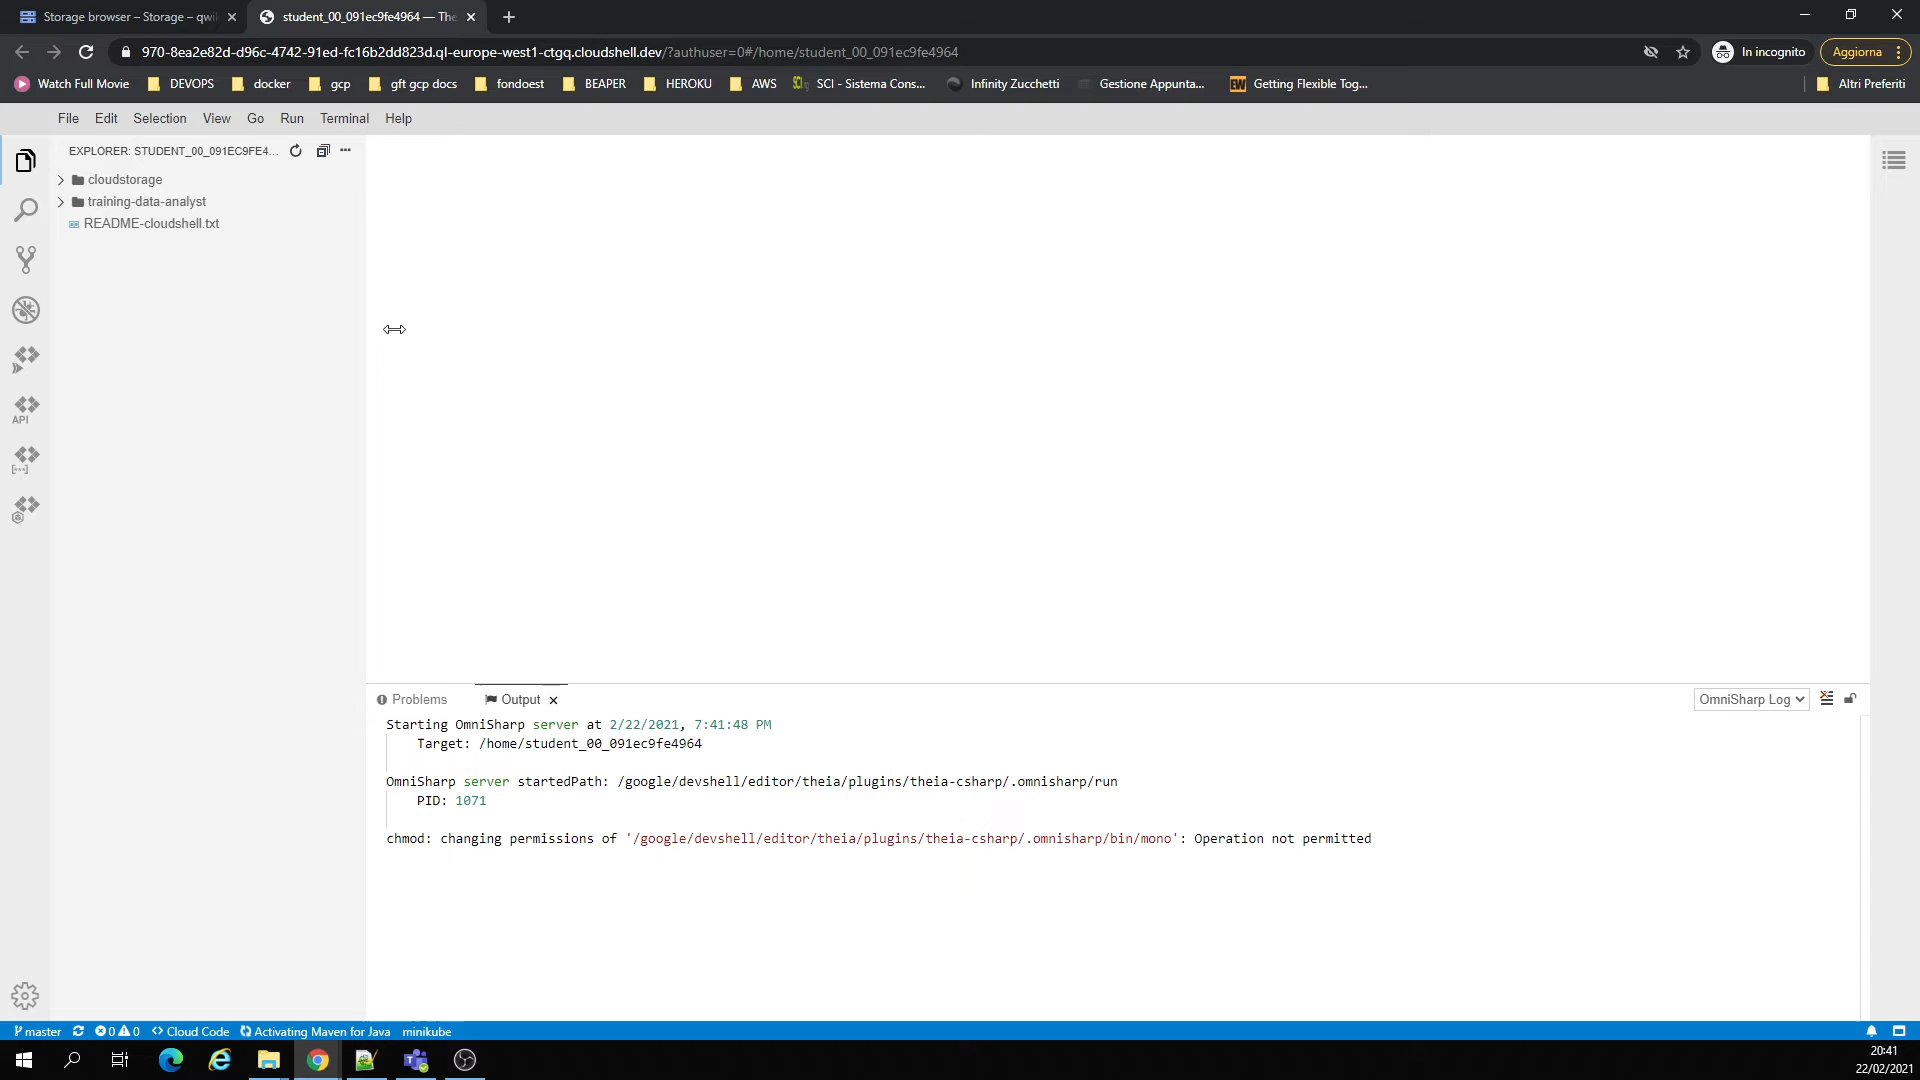 Storage browser – Storage – qwi
student_00_091ec9fe4964 — The
970-8ea2e82d-d96c-4742-91ed-fc16b2dd823d.ql-europe-west1-ctgq.cloudshell.dev/?authuser=0#/home/student_00_091ec9fe4964
In incognito
Aggiorna
Watch Full Movie
DEVOPS
docker
gcp
gft gcp docs
fondoest
BEAPER
HEROKU
AWS
SCI - Sistema Cons...
Infinity Zucchetti
Gestione Appunta...
Getting Flexible Tog...
Altri Preferiti
File Edit Selection View Go Run Terminal Help
EXPLORER: STUDENT_00_091EC9FE4...
cloudstorage
training-data-analyst
README-cloudshell.txt
API
Problems
Output
OmniSharp Log
Starting OmniSharp server at 2/22/2021, 7:41:48 PM
Target: /home/student_00_091ec9fe4964
OmniSharp server startedPath: /google/devshell/editor/theia/plugins/theia-csharp/.omnisharp/run
PID: 1071
chmod: changing permissions of '/google/devshell/editor/theia/plugins/theia-csharp/.omnisharp/bin/mono': Operation not permitted
master 0 0 Cloud Code Activating Maven for Java minikube
20:41
22/02/2021